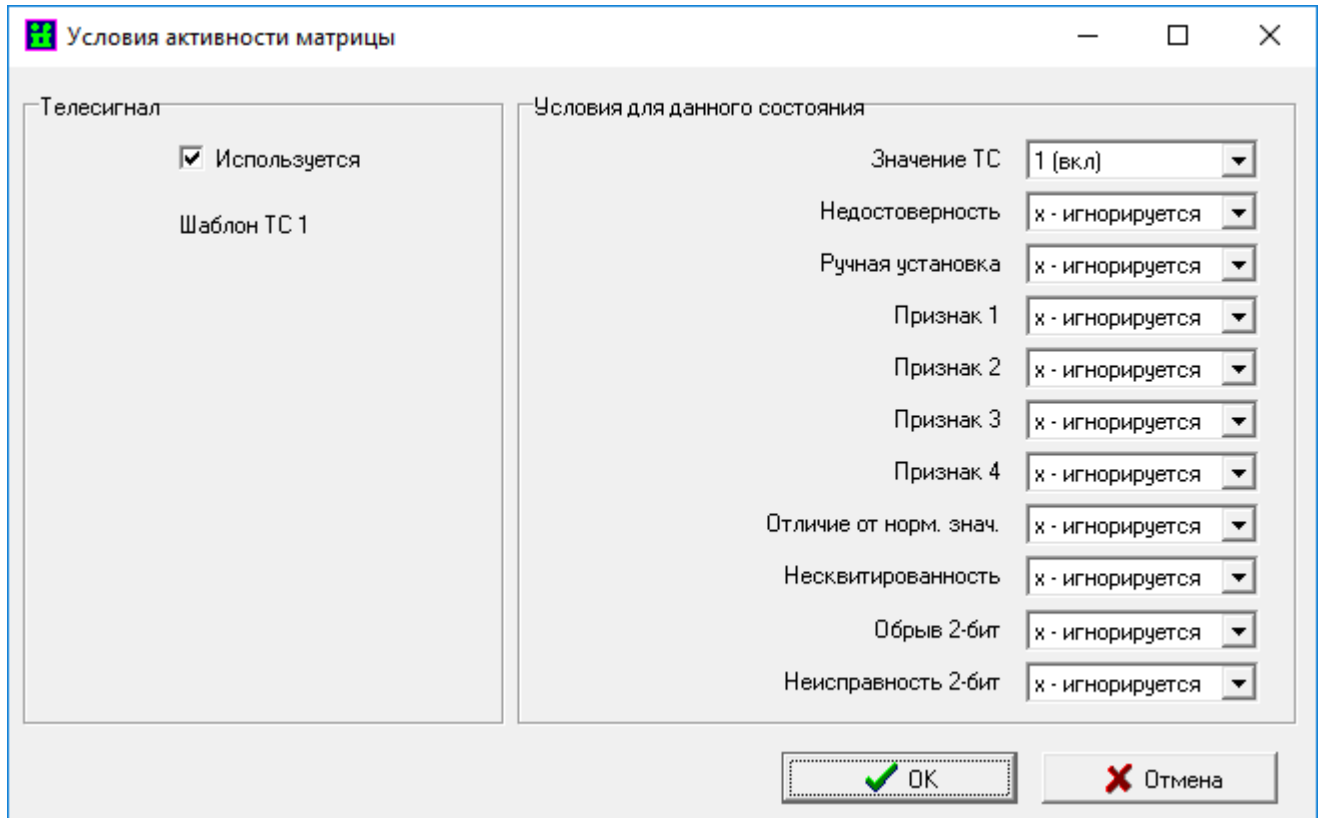 Условия активности матрицы
Телесигнал
Используется
Шаблон ТС 1
Условия для данного состояния
Значение ТС 1 (вкл)
Недостоверность х - игнорируется
Ручная установка х - игнорируется
Признак 1 х - игнорируется
Признак 2 х - игнорируется
Признак 3 х - игнорируется
Признак 4 х - игнорируется
Отличие от норм. знач. х - игнорируется
Несквитированность х - игнорируется
Обрыв 2-бит х - игнорируется
Неисправность 2-бит х - игнорируется
OK Отмена